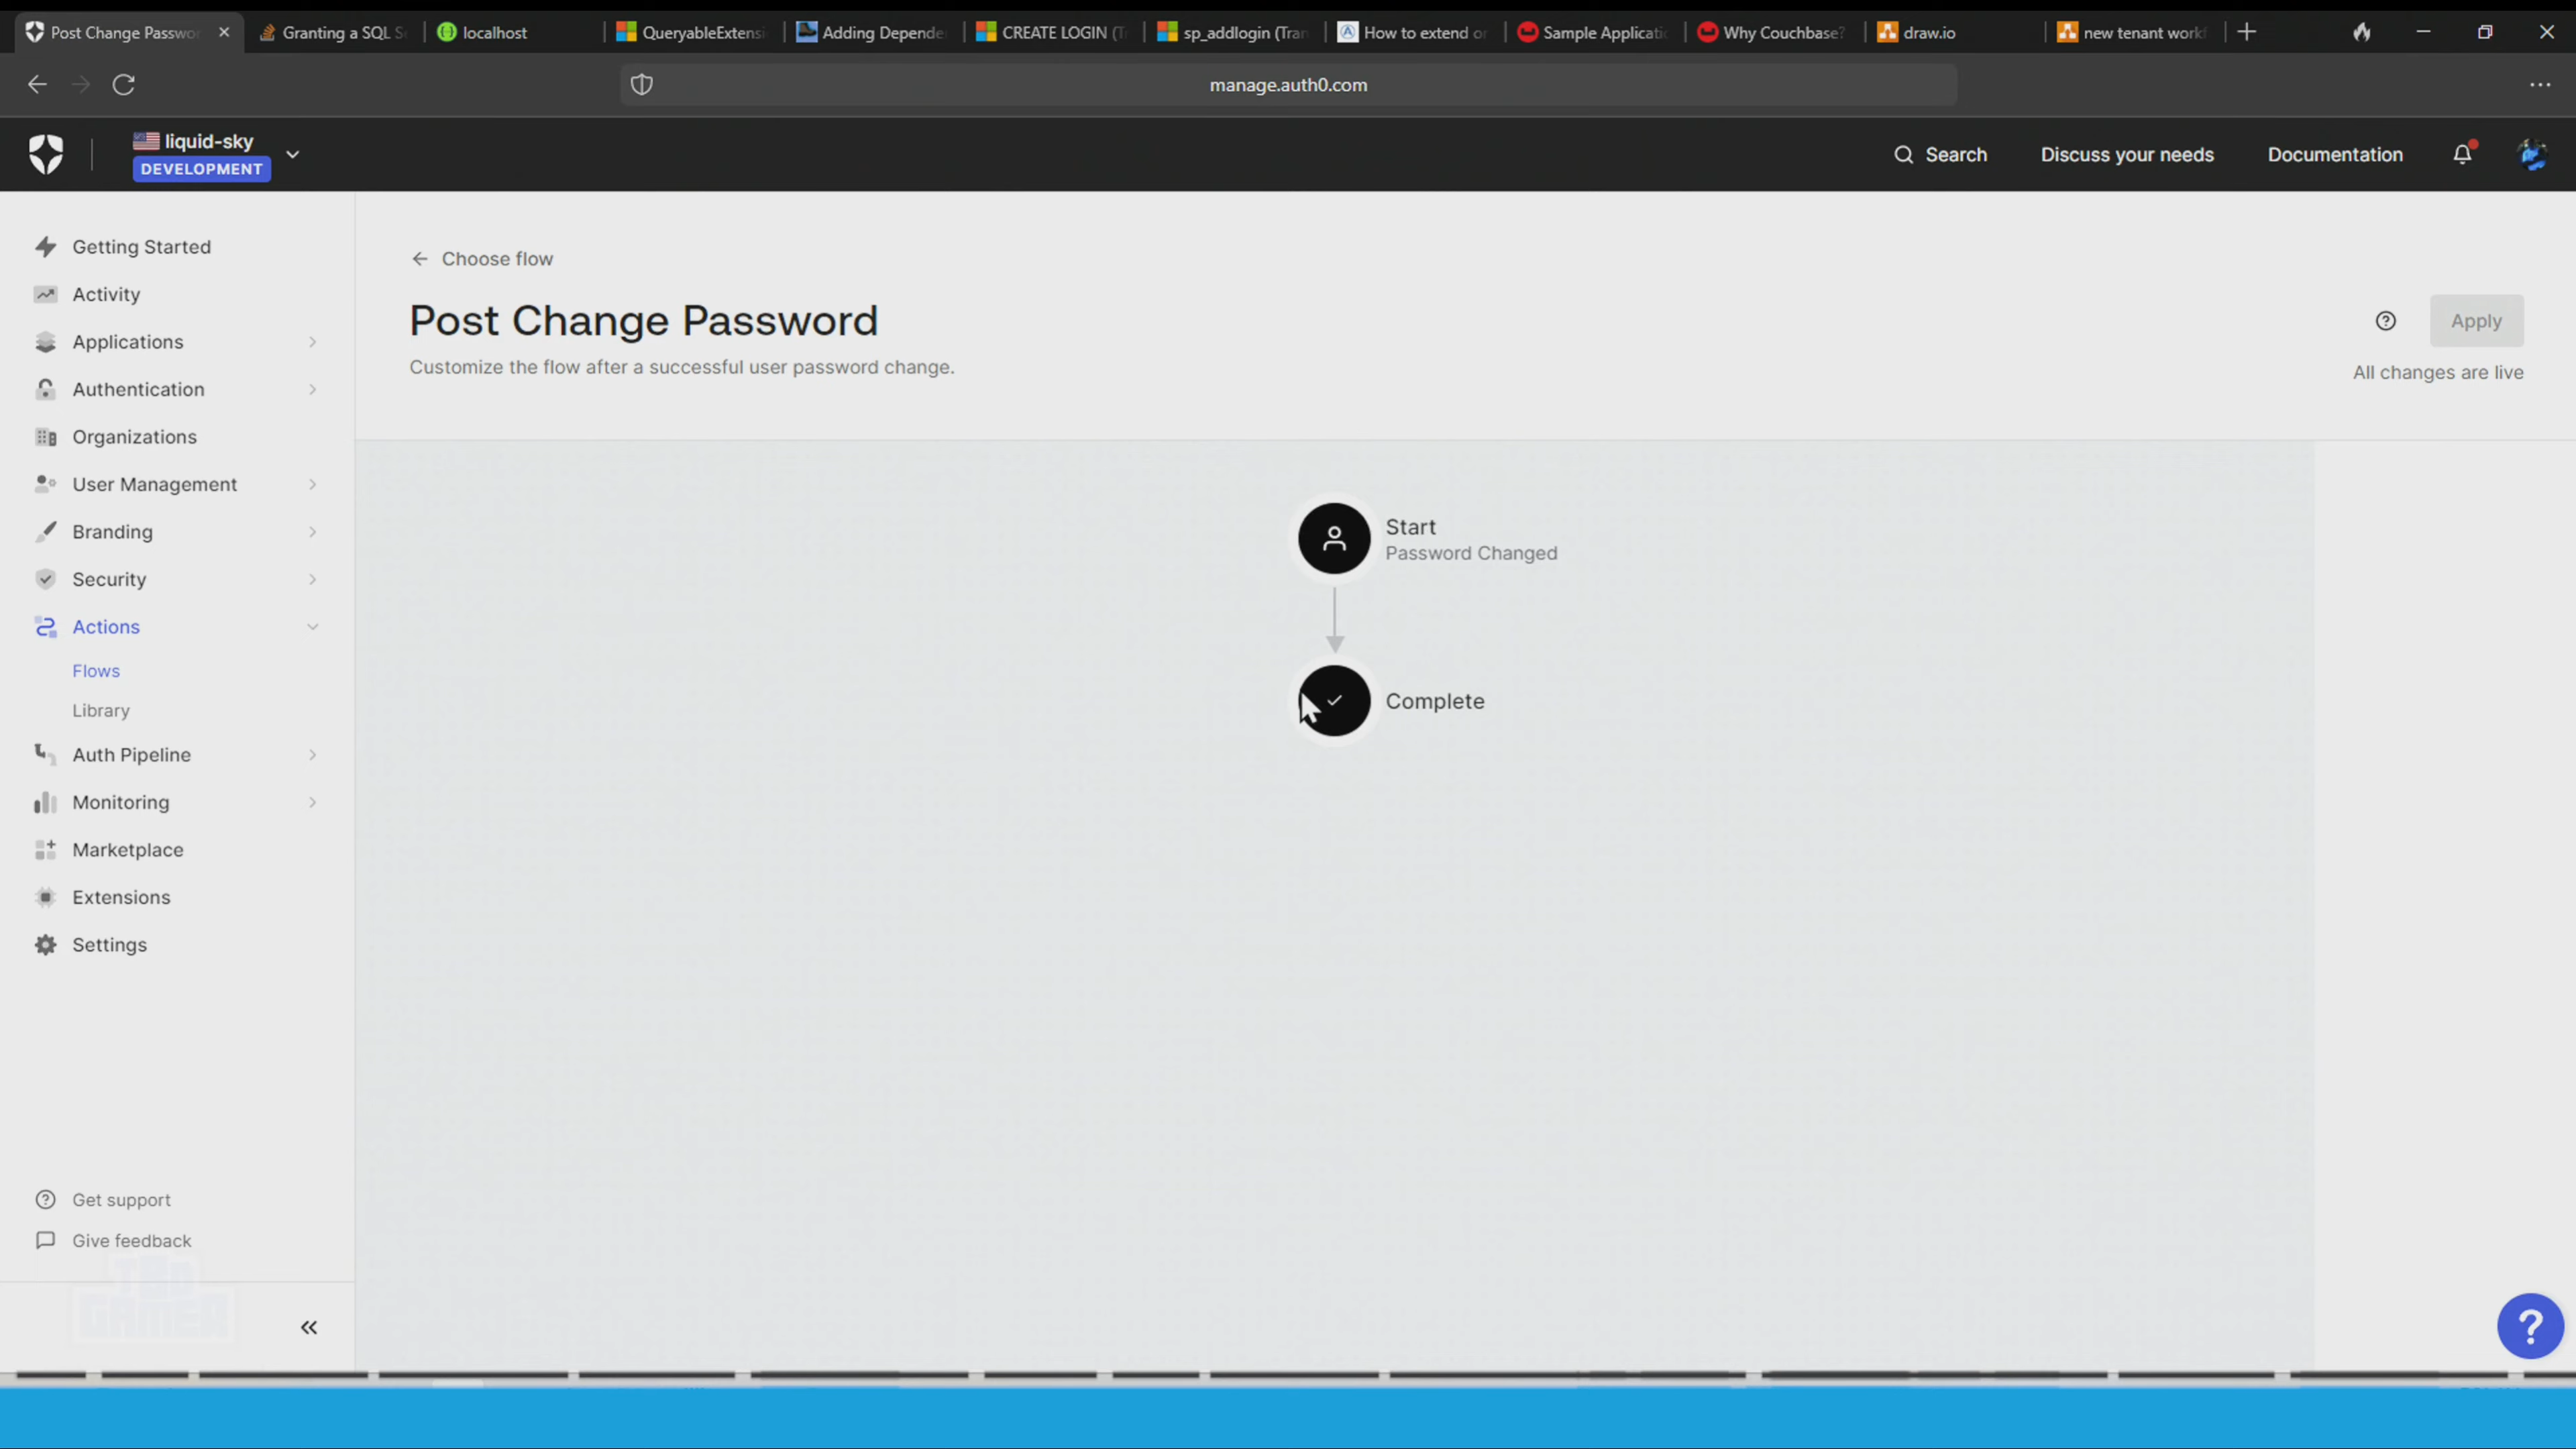 Post Change Passwo
Granting a SQL Se
localhost
QueryableExtensi
Adding Depende
CREATE LOGIN (T
sp_addlogin (Tran
How to extend or
Sample Applicati
Why Couchbase?
draw.io
new tenant workf
manage.auth0.com
liquid-sky
DEVELOPMENT
Search
Discuss your needs
Documentation
Getting Started
Activity
Applications
Authentication
Organizations
User Management
Branding
Security
Actions
Flows
Library
Auth Pipeline
Monitoring
Marketplace
Extensions
Settings
Get support
Give feedback
Choose flow
Post Change Password
Customize the flow after a successful user password change.
Apply
All changes are live
Start
Password Changed
Complete
GAMER
?